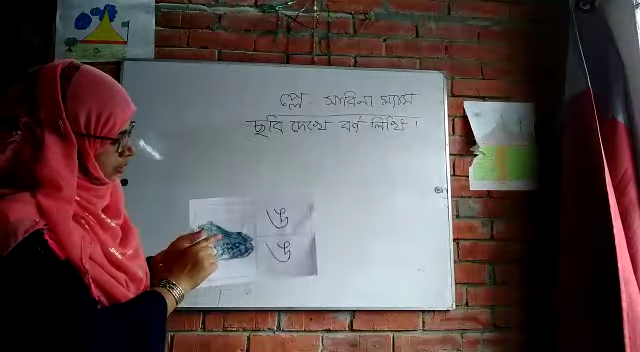 প্লে - সাবিনা ম্যাম
ছবি দেখে বর্ণ লিখি ।
ঙ
ঙ